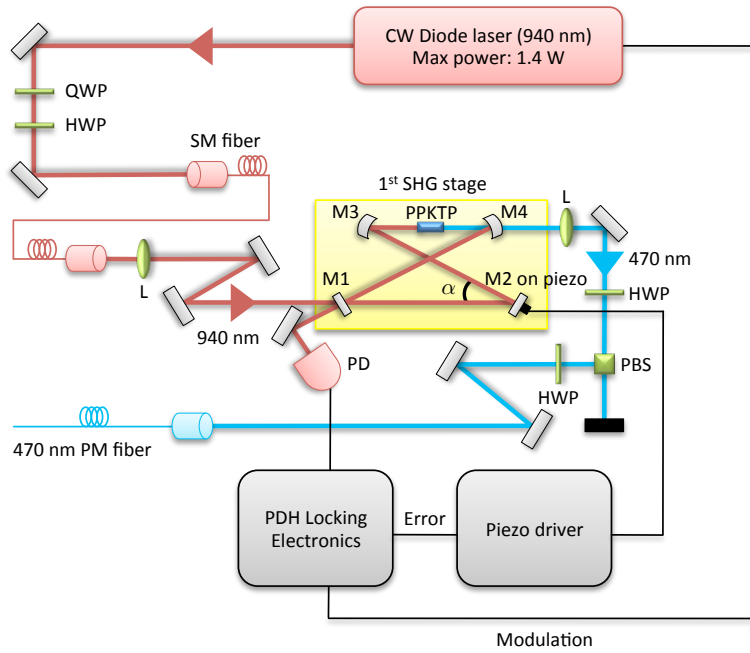 CW Diode laser (940 nm)
Max power: 1.4 W
QWP
HWP
SM fiber
1st SHG stage
M3
PPKTP
M4
L
470 nm
M1
α
M2 on piezo
HWP
L
940 nm
PD
PBS
HWP
470 nm PM fiber
PDH Locking
Electronics
Error
Piezo driver
Modulation